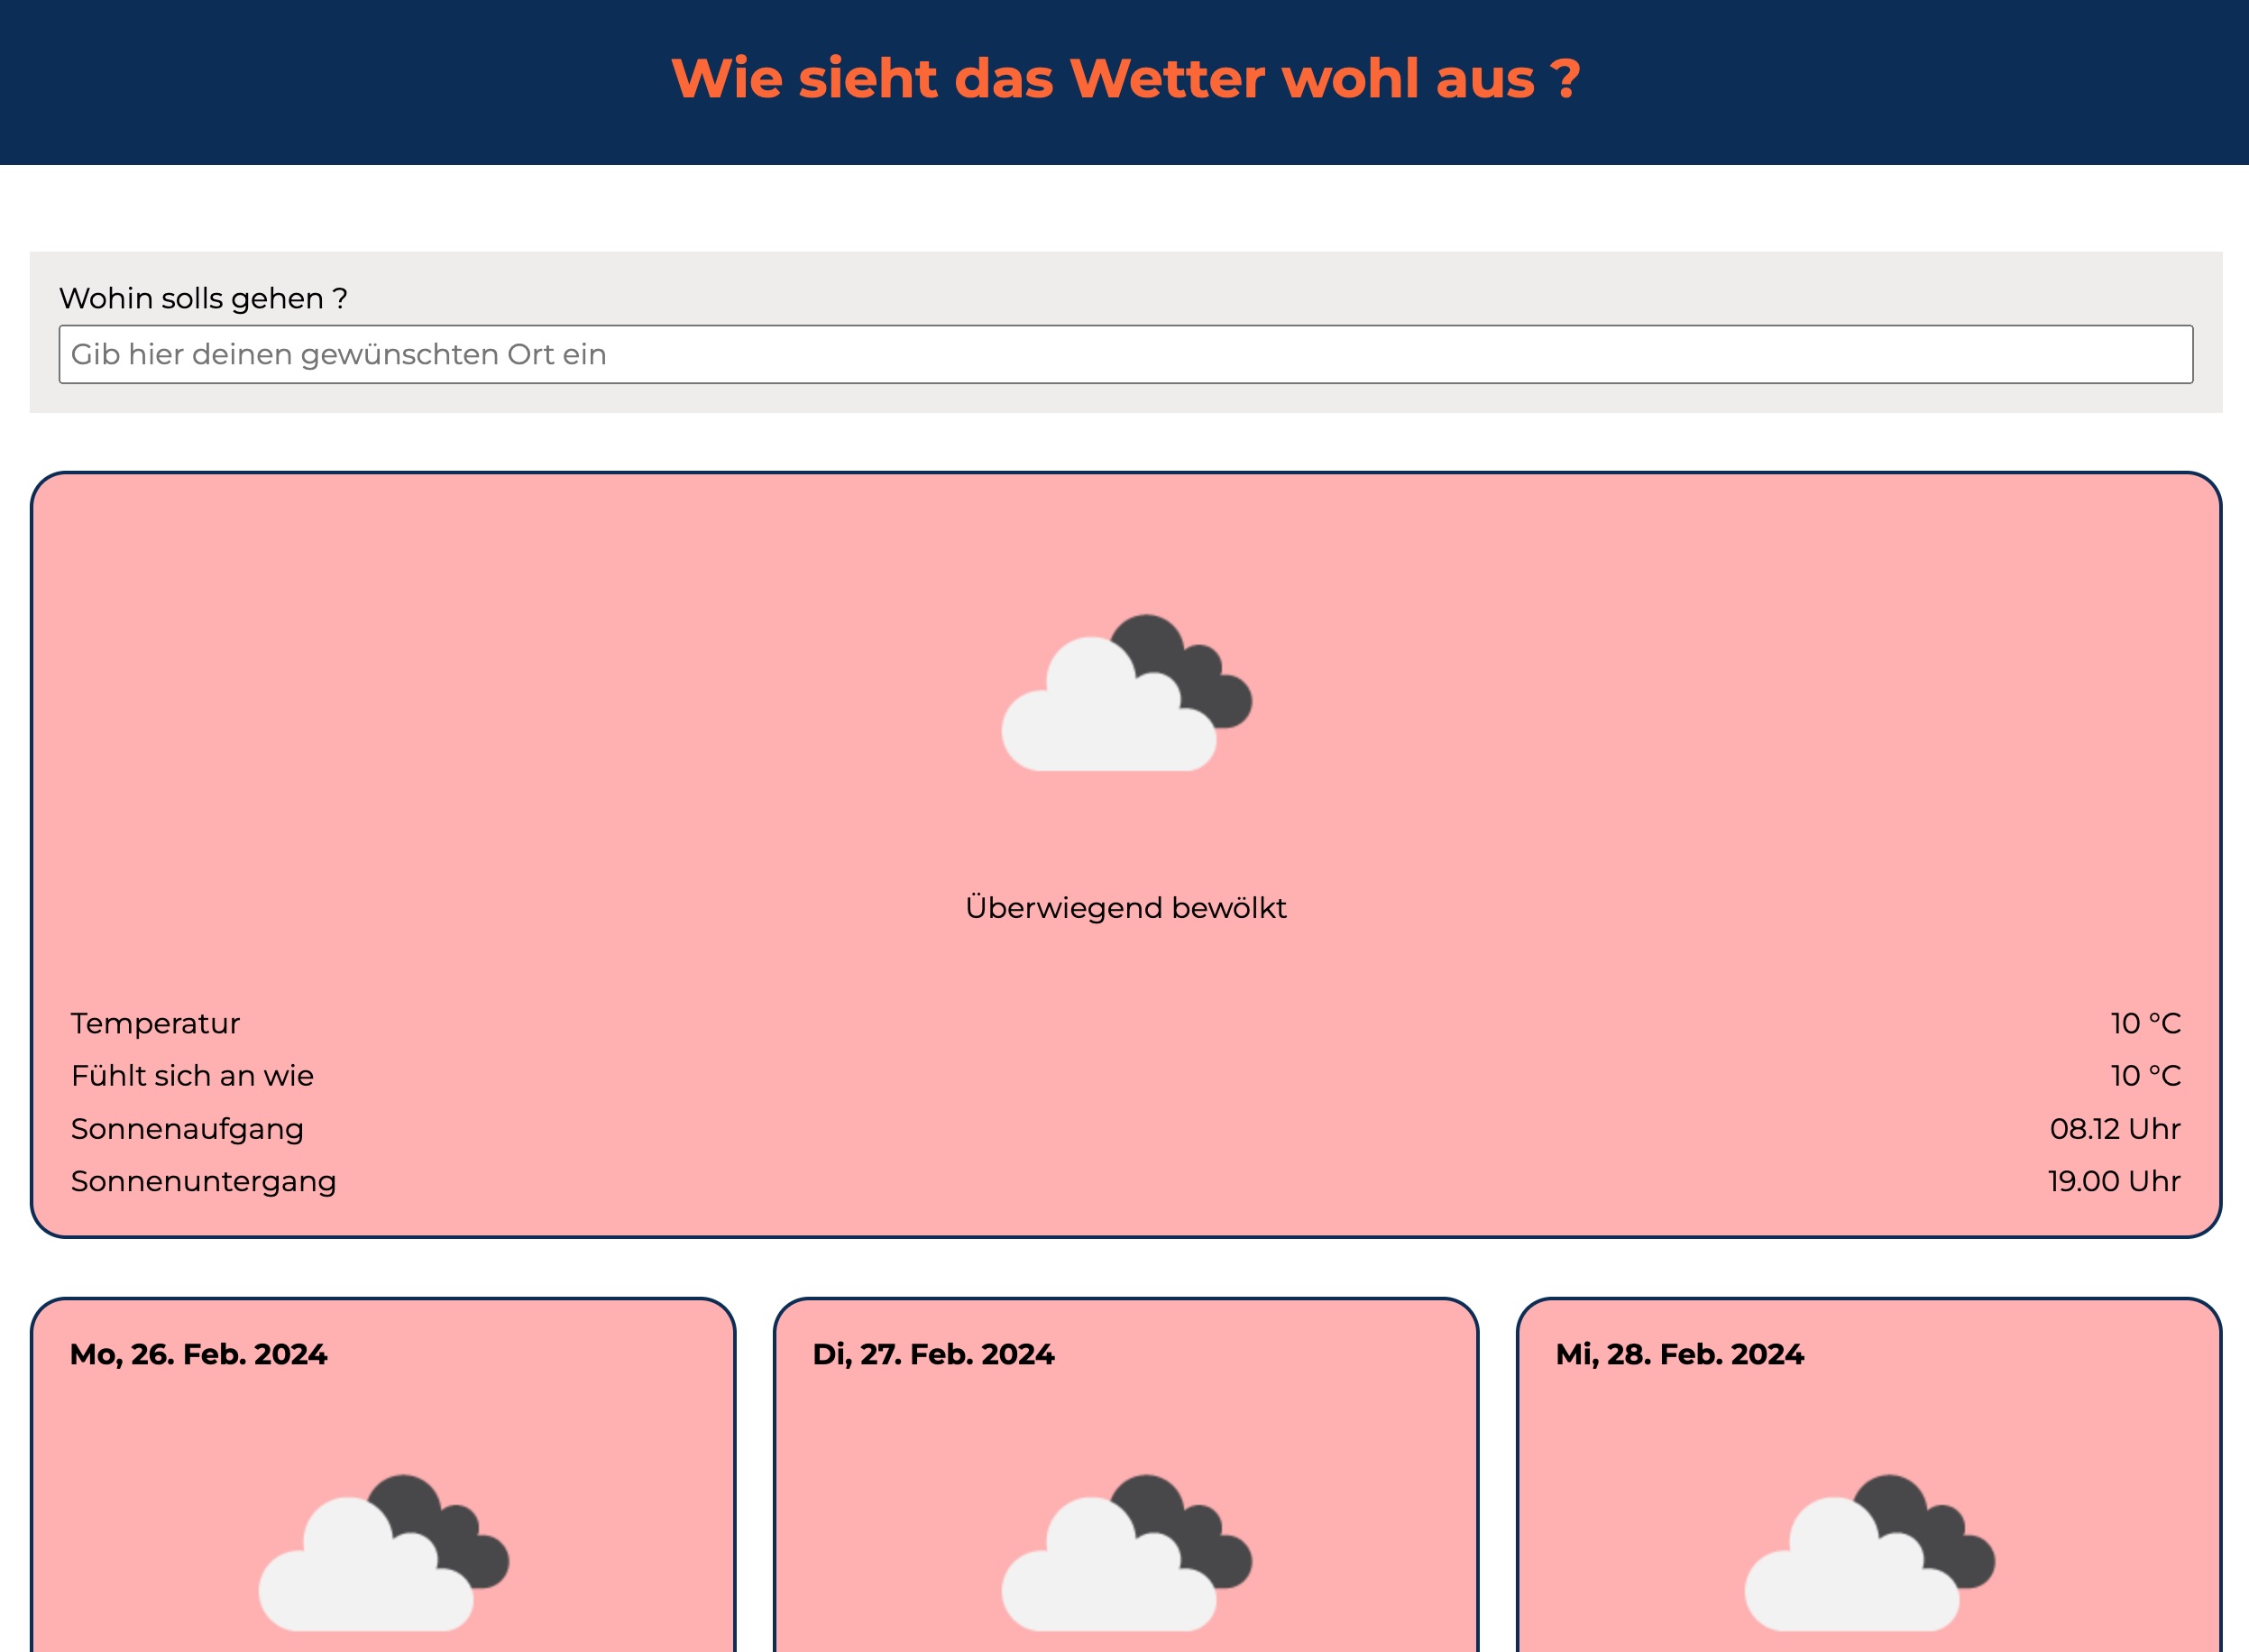 Wie sieht das Wetter wohl aus ?
Wohin solls gehen ?
Gib hier deinen gewünschten Ort ein
Überwiegend bewölkt
Temperatur 10 °C
Fühlt sich an wie 10 °C
Sonnenaufgang 08.12 Uhr
Sonnenuntergang 19.00 Uhr
Mo, 26. Feb. 2024 Di, 27. Feb. 2024 Mi, 28. Feb. 2024